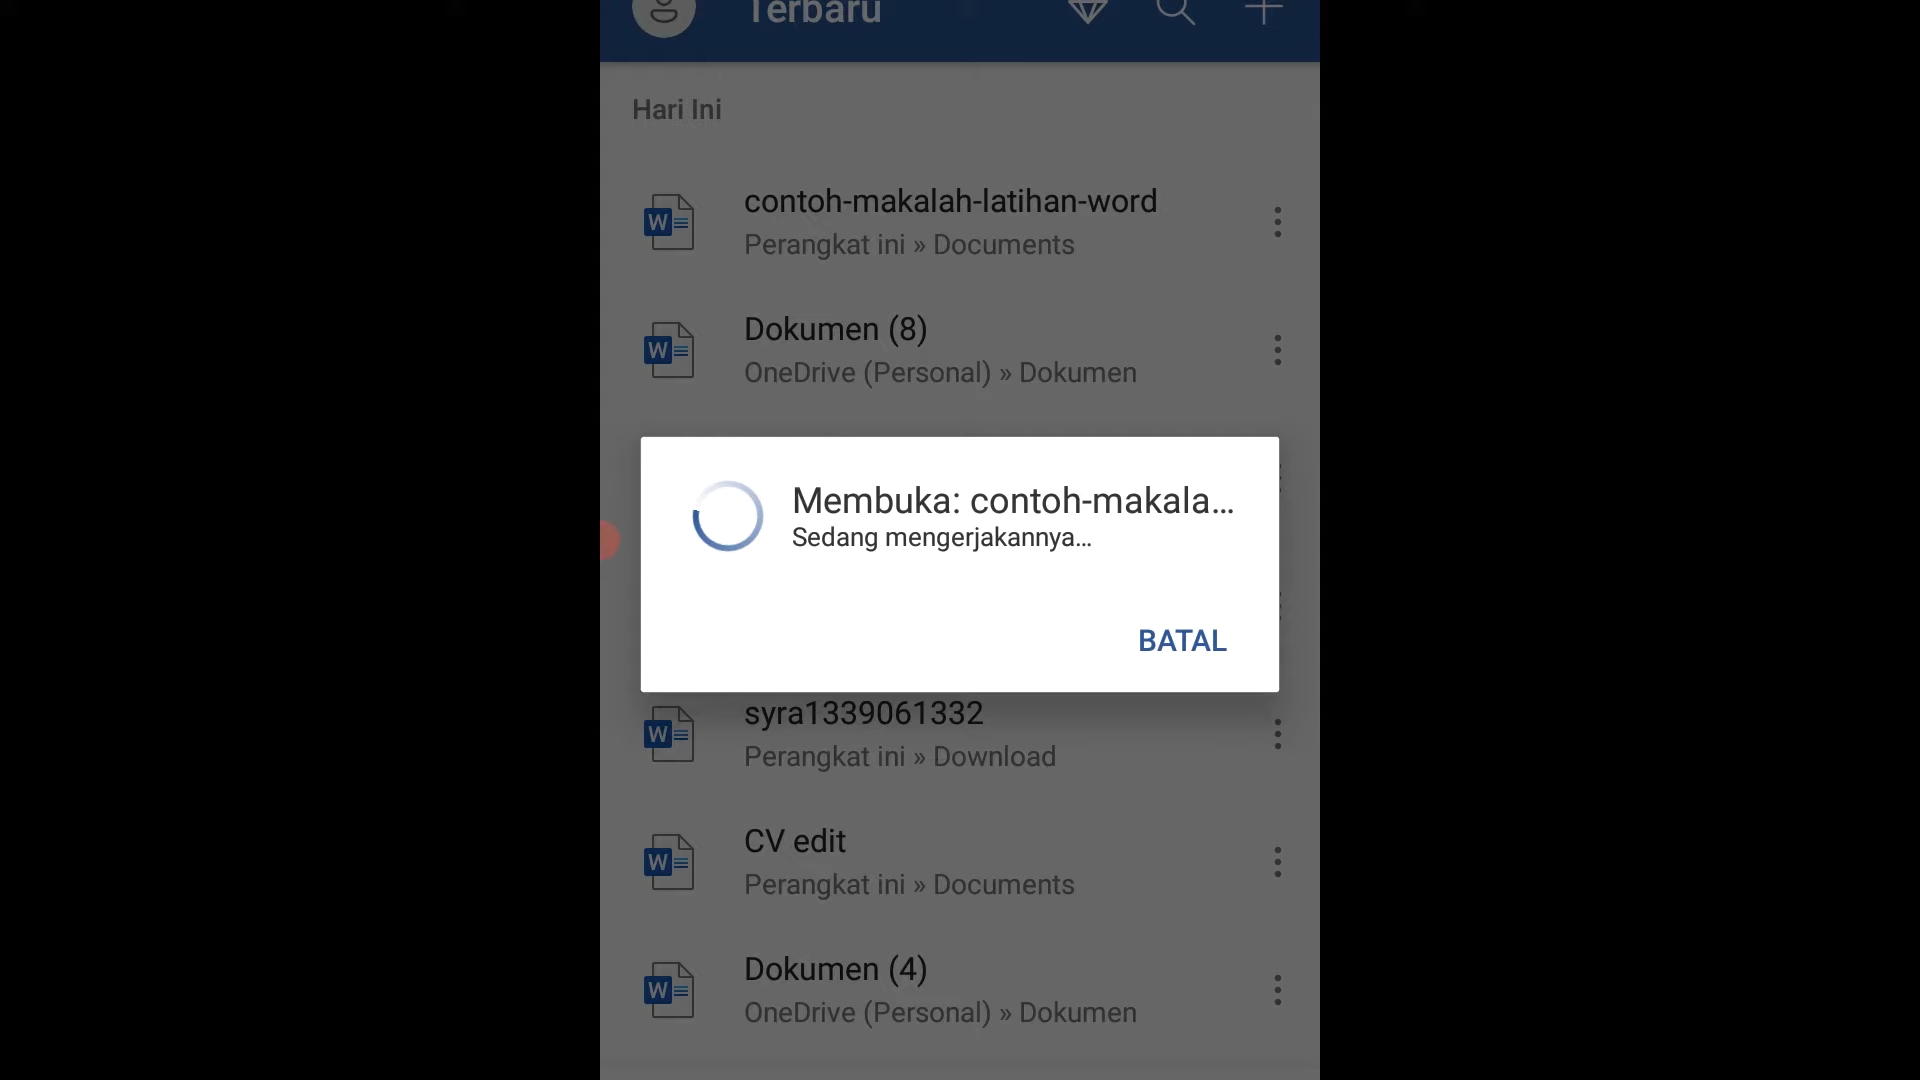 Terbaru
Hari Ini
contoh-makalah-latihan-word
Perangkat ini » Documents
Dokumen (8)
OneDrive (Personal) » Dokumen
Membuka: contoh-makala...
Sedang mengerjakannya...
BATAL
syra1339061332
Perangkat ini » Download
CV edit
Perangkat ini » Documents
Dokumen (4)
OneDrive (Personal) » Dokumen